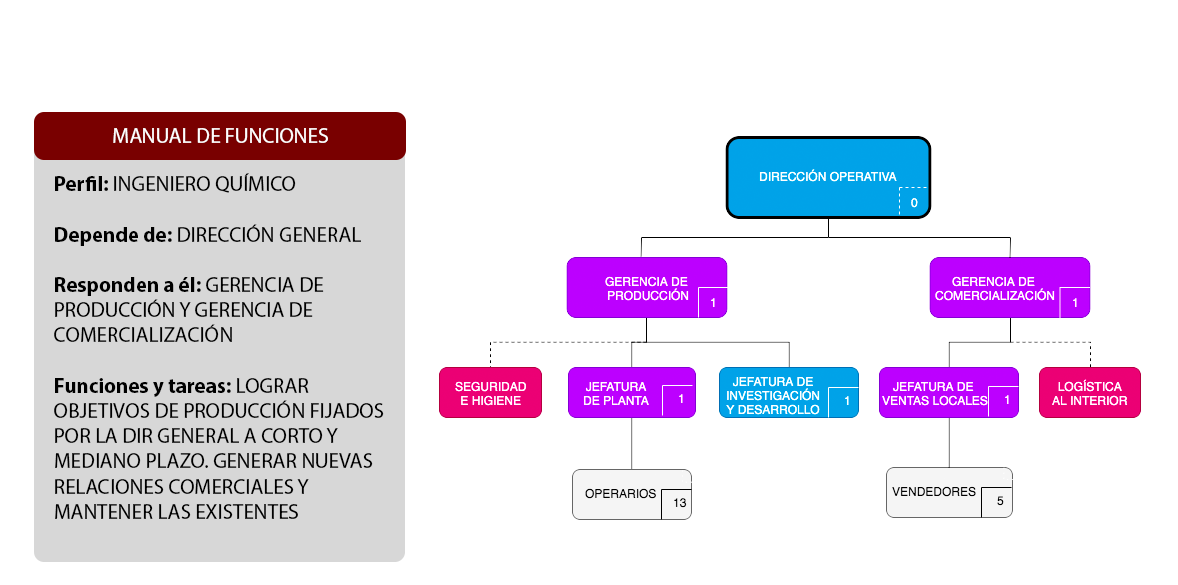 MANUAL DE FUNCIONES
Perfil: INGENIERO QUÍMICO
Depende de: DIRECCIÓN GENERAL
Responden a él: GERENCIA DE
PRODUCCIÓN Y GERENCIA DE
COMERCIALIZACIÓN
Funciones y tareas: LOGRAR
OBJETIVOS DE PRODUCCIÓN FIJADOS
POR LA DIR GENERAL A CORTO Y
MEDIANO PLAZO. GENERAR NUEVAS
RELACIONES COMERCIALES Y
MANTENER LAS EXISTENTES
DIRECCIÓN OPERATIVA
0
GERENCIA DE
PRODUCCIÓN
1
GERENCIA DE
COMERCIALIZACIÓN
1
SEGURIDAD
E HIGIENE
JEFATURA
DE PLANTA
1
JEFATURA DE
INVESTIGACIÓN
Y DESARROLLO
1
JEFATURA DE
VENTAS LOCALES
1
LOGÍSTICA
AL INTERIOR
OPERARIOS
13
VENDEDORES
5